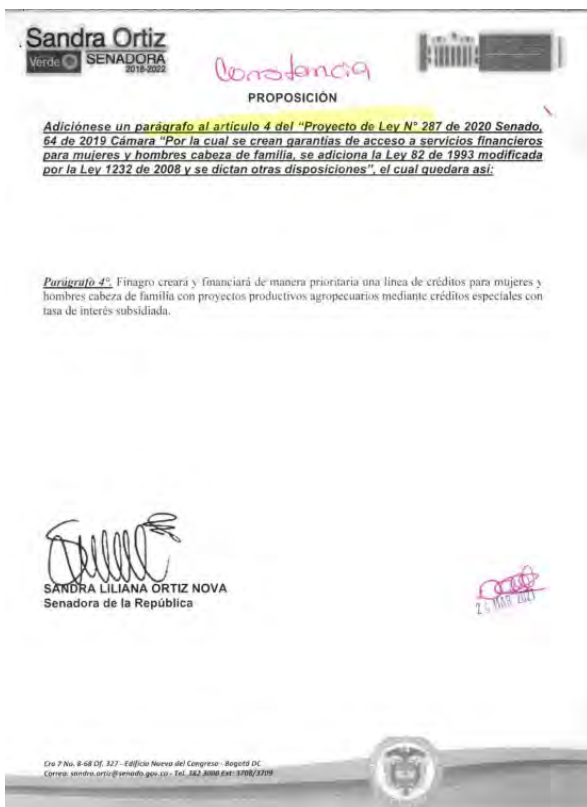 Sandra Ortiz
Verde SENADORA
2018-2022
Constancia
PROPOSICIÓN
Adiciónese un parágrafo al artículo 4 del "Proyecto de Ley N° 287 de 2020 Senado,
64 de 2019 Cámara "Por la cual se crean garantías de acceso a servicios financieros
para mujeres y hombres cabeza de familia, se adiciona la Ley 82 de 1993 modificada
por la Ley 1232 de 2008 y se dictan otras disposiciones", el cual quedara así:
Parágrafo 4°. Finagro creará y financiará de manera prioritaria una línea de créditos para mujeres y
hombres cabeza de familia con proyectos productivos agropecuarios mediante créditos especiales con
tasa de interés subsidiada.
SANDRA LILIANA ORTIZ NOVA
Senadora de la República
MAR 2021
Cra 7 No. 8-68 Of. 327 - Edificio Nuevo del Congreso - Bogotá DC
Correo: sandra.ortiz@senado.gov.co - Tel. 382 3000 Ext: 3708/3709